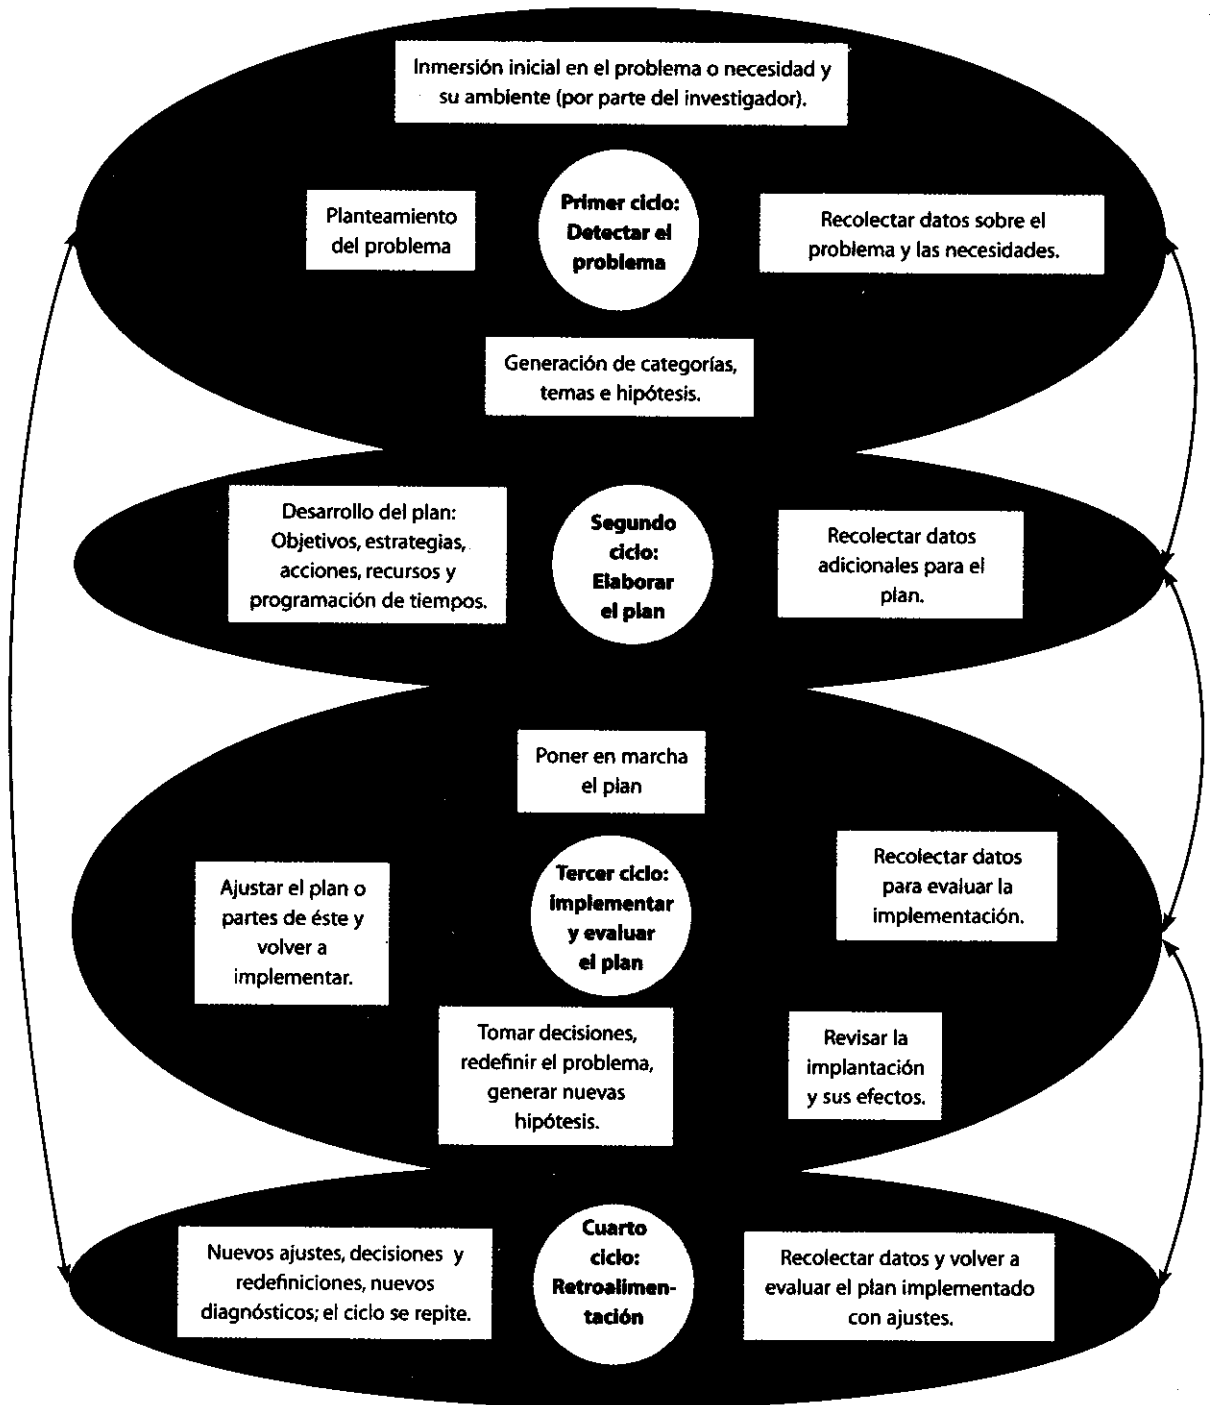 Inmersión inicial en el problema o necesidad y
su ambiente (por parte del investigador).
Planteamiento
del problema
Primer ciclo:
Detectar el
problema
Recolectar datos sobre el
problema y las necesidades.
Generación de categorías,
temas e hipótesis.
Desarrollo del plan:
Objetivos, estrategias,
acciones, recursos y
programación de tiempos.
Segundo
ciclo:
Elaborar
el plan
Recolectar datos
adicionales para el
plan.
Poner en marcha
el plan
Ajustar el plan o
partes de éste y
volver a
implementar.
Tercer ciclo:
implementar
y evaluar
el plan
Recolectar datos
para evaluar la
implementación.
Tomar decisiones,
redefinir el problema,
generar nuevas
hipótesis.
Revisar la
implantación
y sus efectos.
Nuevos ajustes, decisiones y
redefiniciones, nuevos
diagnósticos; el ciclo se repite.
Cuarto
ciclo:
Retroalimen-
tación
Recolectar datos y volver a
evaluar el plan implementado
con ajustes.